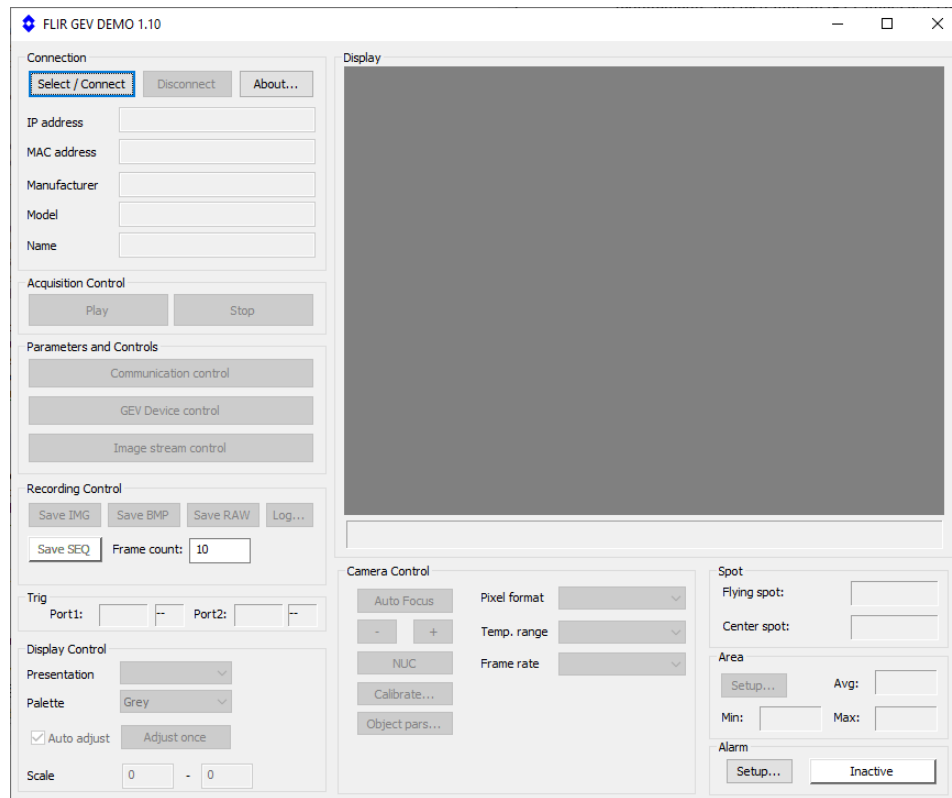 FLIR GEV DEMO 1.10
Connection
Select / Connect Disconnect About...
IP address
MAC address
Manufacturer
Model
Name
Acquisition Control
Play Stop
Parameters and Controls
Communication control
GEV Device control
Image stream control
Recording Control
Save IMG Save BMP Save RAW Log...
Save SEQ Frame count: 10
Trig
Port1: -- Port2: --
Display Control
Presentation
Palette Grey
Auto adjust Adjust once
Scale 0 - 0
Display
Camera Control
Auto Focus Pixel format
- + Temp. range
NUC Frame rate
Calibrate...
Object pars...
Spot
Flying spot:
Center spot:
Area
Setup... Avg:
Min: Max:
Alarm
Setup... Inactive